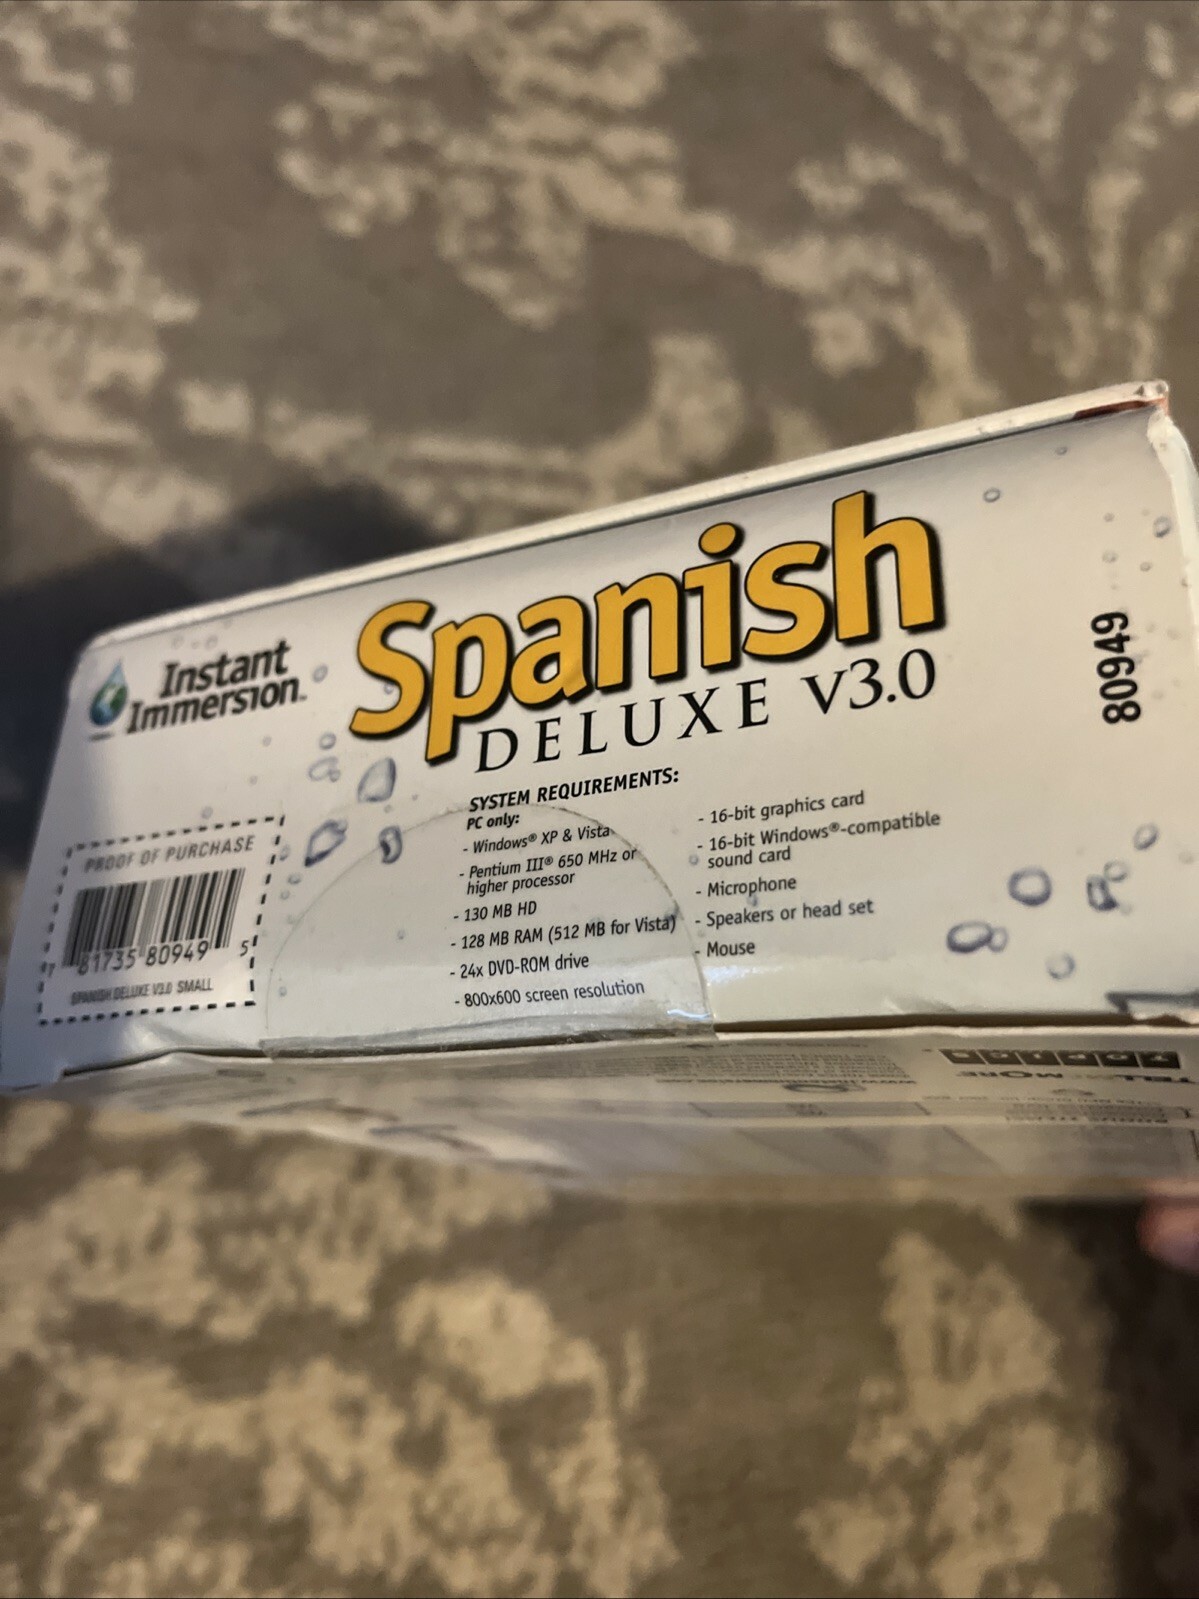 Instant
Immersion™
Spanish
DELUXE v3.0
80949
PROOF OF PURCHASE
7 81735 80949 5
SPANISH DELUXE V3.0 SMALL
SYSTEM REQUIREMENTS:
PC only:
- Windows® XP & Vista
- Pentium III® 650 MHz or
higher processor
- 130 MB HD
- 128 MB RAM (512 MB for Vista)
- 24x DVD-ROM drive
- 800x600 screen resolution
- 16-bit graphics card
- 16-bit Windows®-compatible
sound card
- Microphone
- Speakers or head set
- Mouse